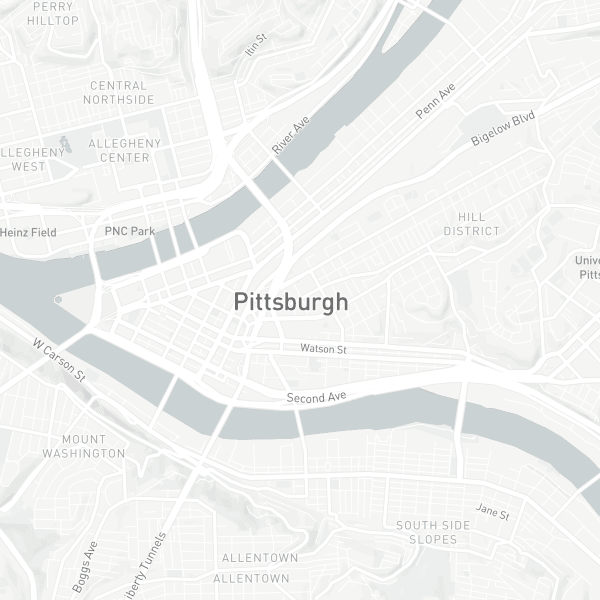 PERRY
HILLTOP
Itin St
CENTRAL
NORTHSIDE
Penn Ave
River Ave
Bigelow Blvd
ALLEGHENY
CENTER
LLEGHENY
WEST
HILL
DISTRICT
Heinz Field
PNC Park
Unive
Pitts
Pittsburgh
W Carson St
Watson St
Second Ave
MOUNT
WASHINGTON
Jane St
SOUTH SIDE
SLOPES
Boggs Ave
iberty Tunnels
ALLENTOWN
ALLENTOWN